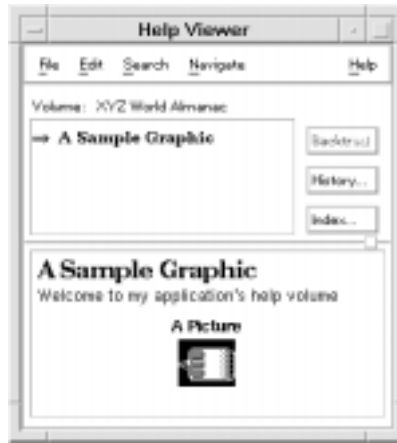 Help Viewer
File Edit Search Navigate Help
Volume: XYZ World Almanac
⇒ A Sample Graphic
Backtrack
History...
Index...
A Sample Graphic
Welcome to my application's help volume
A Picture